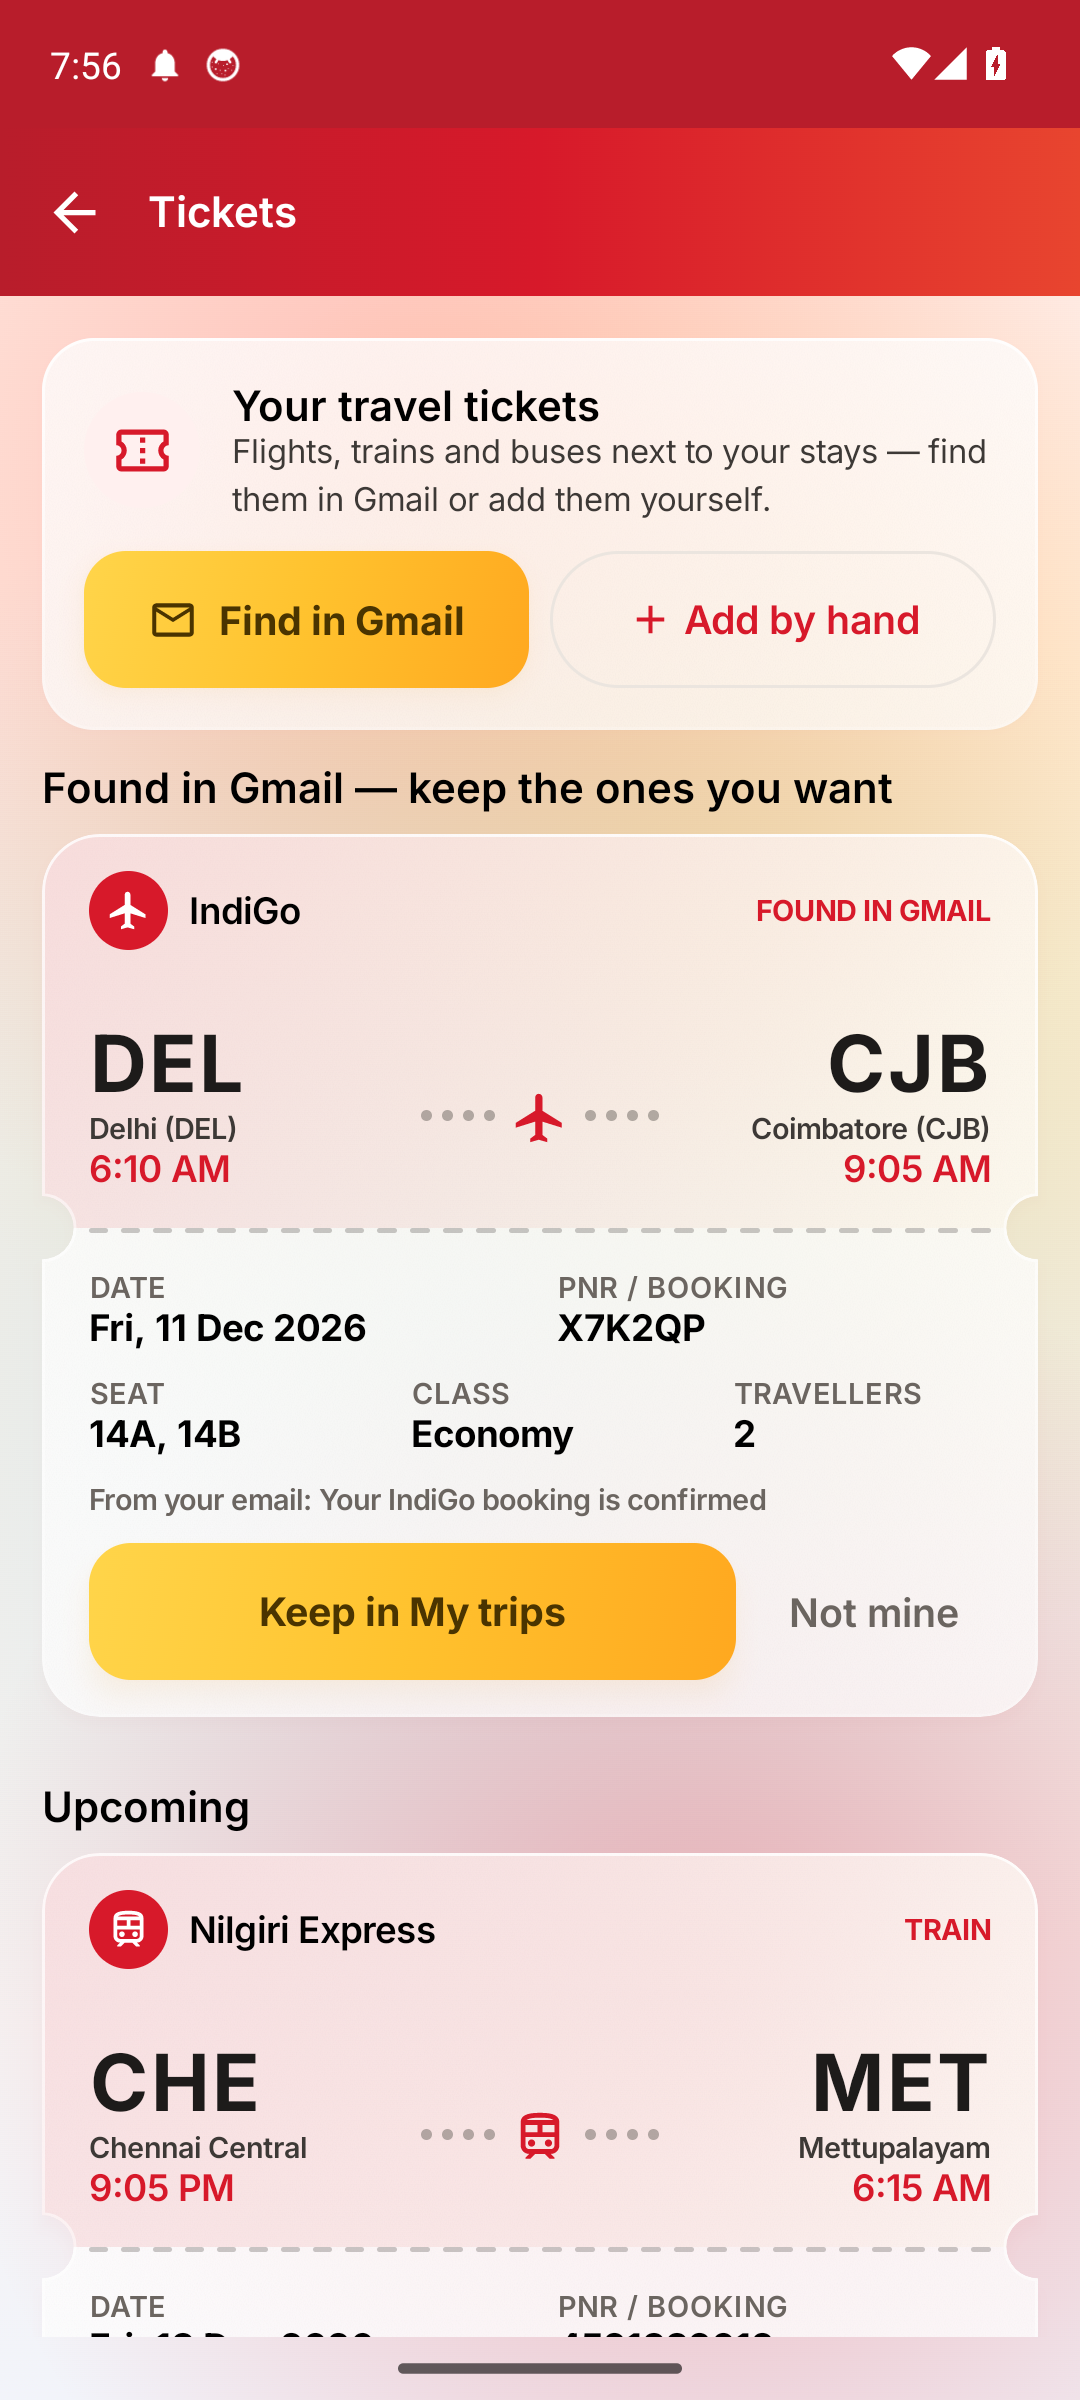 7:56
Tickets
Your travel tickets
Flights, trains and buses next to your stays — find
them in Gmail or add them yourself.
Find in Gmail
+ Add by hand
Found in Gmail — keep the ones you want
IndiGo
FOUND IN GMAIL
DEL
CJB
Delhi (DEL)
Coimbatore (CJB)
6:10 AM
9:05 AM
DATE
PNR / BOOKING
Fri, 11 Dec 2026
X7K2QP
SEAT
CLASS
TRAVELLERS
14A, 14B
Economy
2
From your email: Your IndiGo booking is confirmed
Keep in My trips
Not mine
Upcoming
Nilgiri Express
TRAIN
CHE
MET
Chennai Central
Mettupalayam
9:05 PM
6:15 AM
DATE
PNR / BOOKING